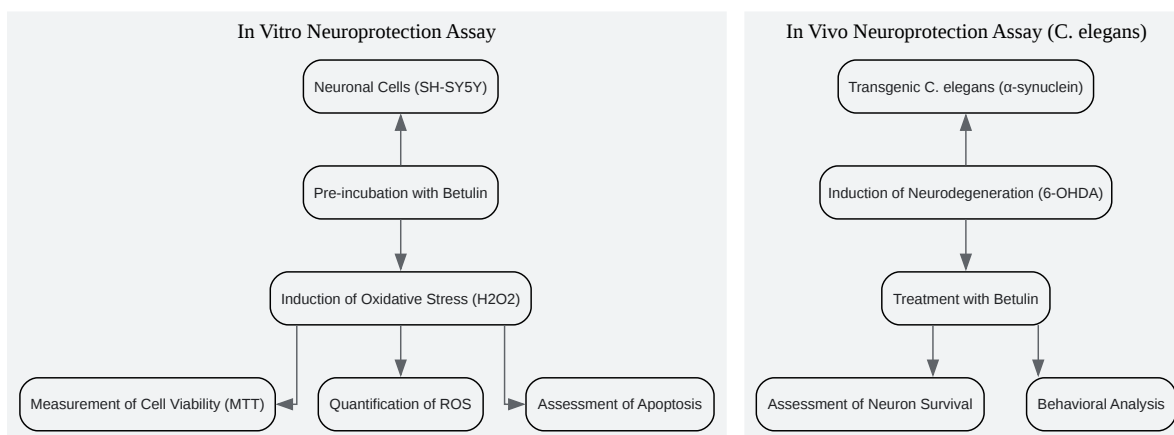 In Vitro Neuroprotection Assay
Neuronal Cells (SH-SY5Y)
Pre-incubation with Betulin
Induction of Oxidative Stress (H2O2)
Measurement of Cell Viability (MTT)
Quantification of ROS
Assessment of Apoptosis
In Vivo Neuroprotection Assay (C. elegans)
Transgenic C. elegans (α-synuclein)
Induction of Neurodegeneration (6-OHDA)
Treatment with Betulin
Assessment of Neuron Survival
Behavioral Analysis